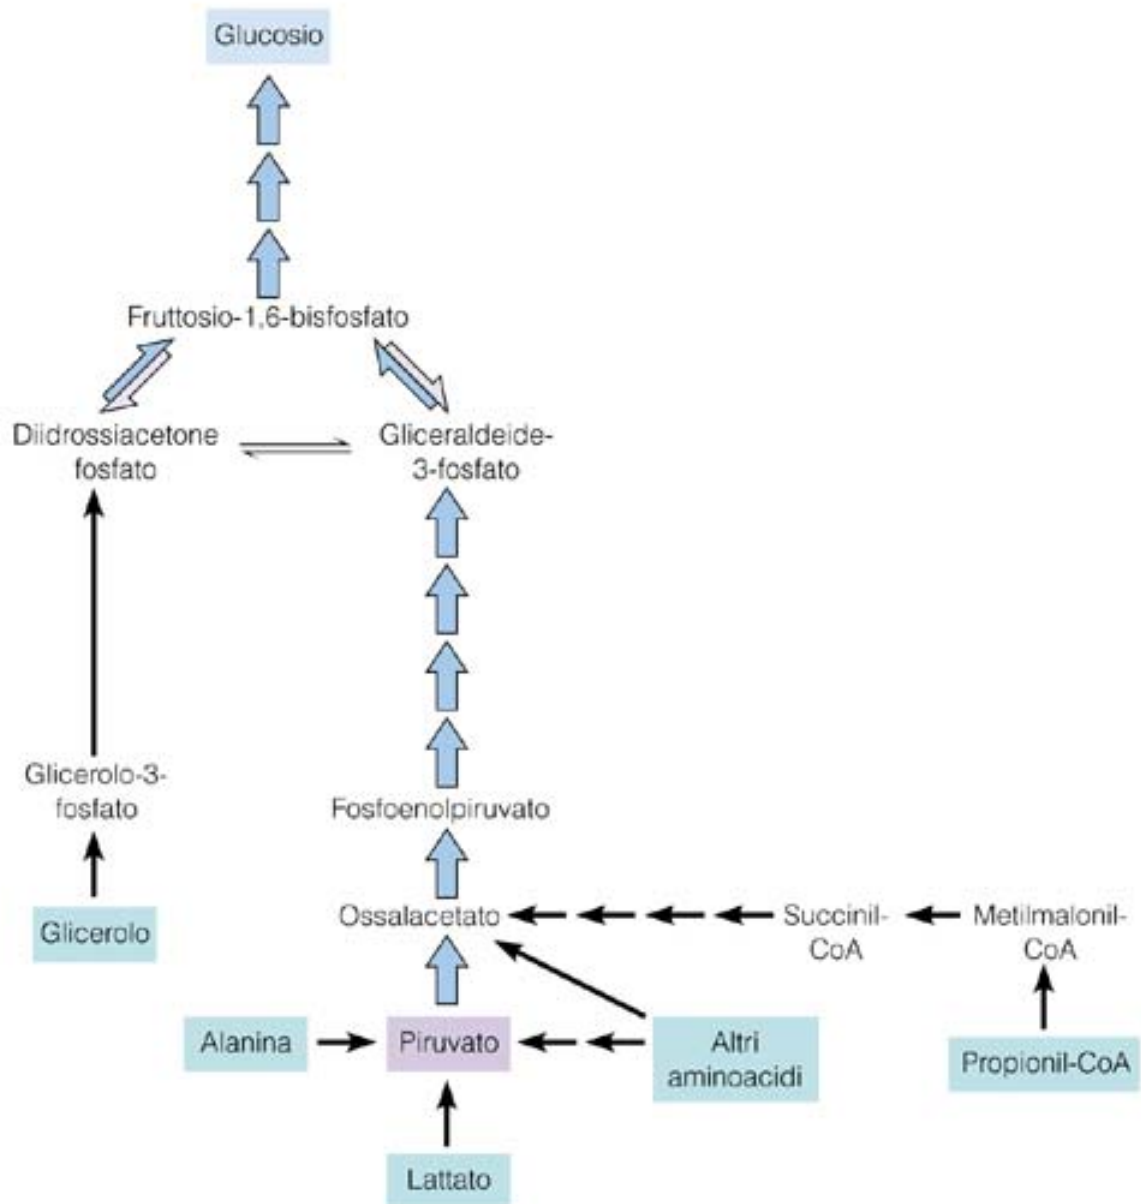 Glucosio
Fruttosio-1,6-bisfosfato
Diidrossiacetone
fosfato
Gliceraldeide-
3-fosfato
Glicerolo-3-
fosfato
Fosfoenolpiruvato
Glicerolo
Ossalacetato
Succinil-
CoA
Metilmalonil-
CoA
Alanina
Piruvato
Altri
aminoacidi
Propionil-CoA
Lattato